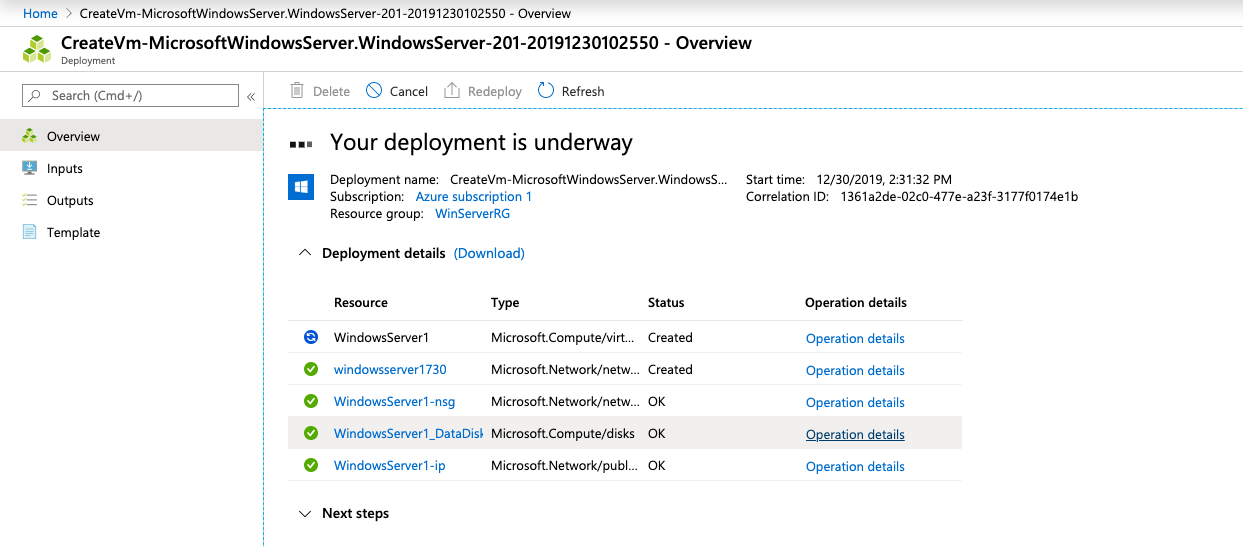 Home > CreateVm-MicrosoftWindowsServer.WindowsServer-201-20191230102550 - Overview
CreateVm-MicrosoftWindowsServer.WindowsServer-201-20191230102550 - Overview
Deployment
Search (Cmd+/)
«
Delete Cancel Redeploy Refresh
Overview
Inputs
Outputs
Template
Your deployment is underway
Deployment name: CreateVm-MicrosoftWindowsServer.WindowsS...
Subscription: Azure subscription 1
Resource group: WinServerRG
Start time: 12/30/2019, 2:31:32 PM
Correlation ID: 1361a2de-02c0-477e-a23f-3177f0174e1b
Deployment details (Download)
Resource Type Status Operation details
WindowsServer1 Microsoft.Compute/virt... Created Operation details
windowsserver1730 Microsoft.Network/netw... Created Operation details
WindowsServer1-nsg Microsoft.Network/netw... OK Operation details
WindowsServer1_DataDisk Microsoft.Compute/disks OK Operation details
WindowsServer1-ip Microsoft.Network/publ... OK Operation details
Next steps